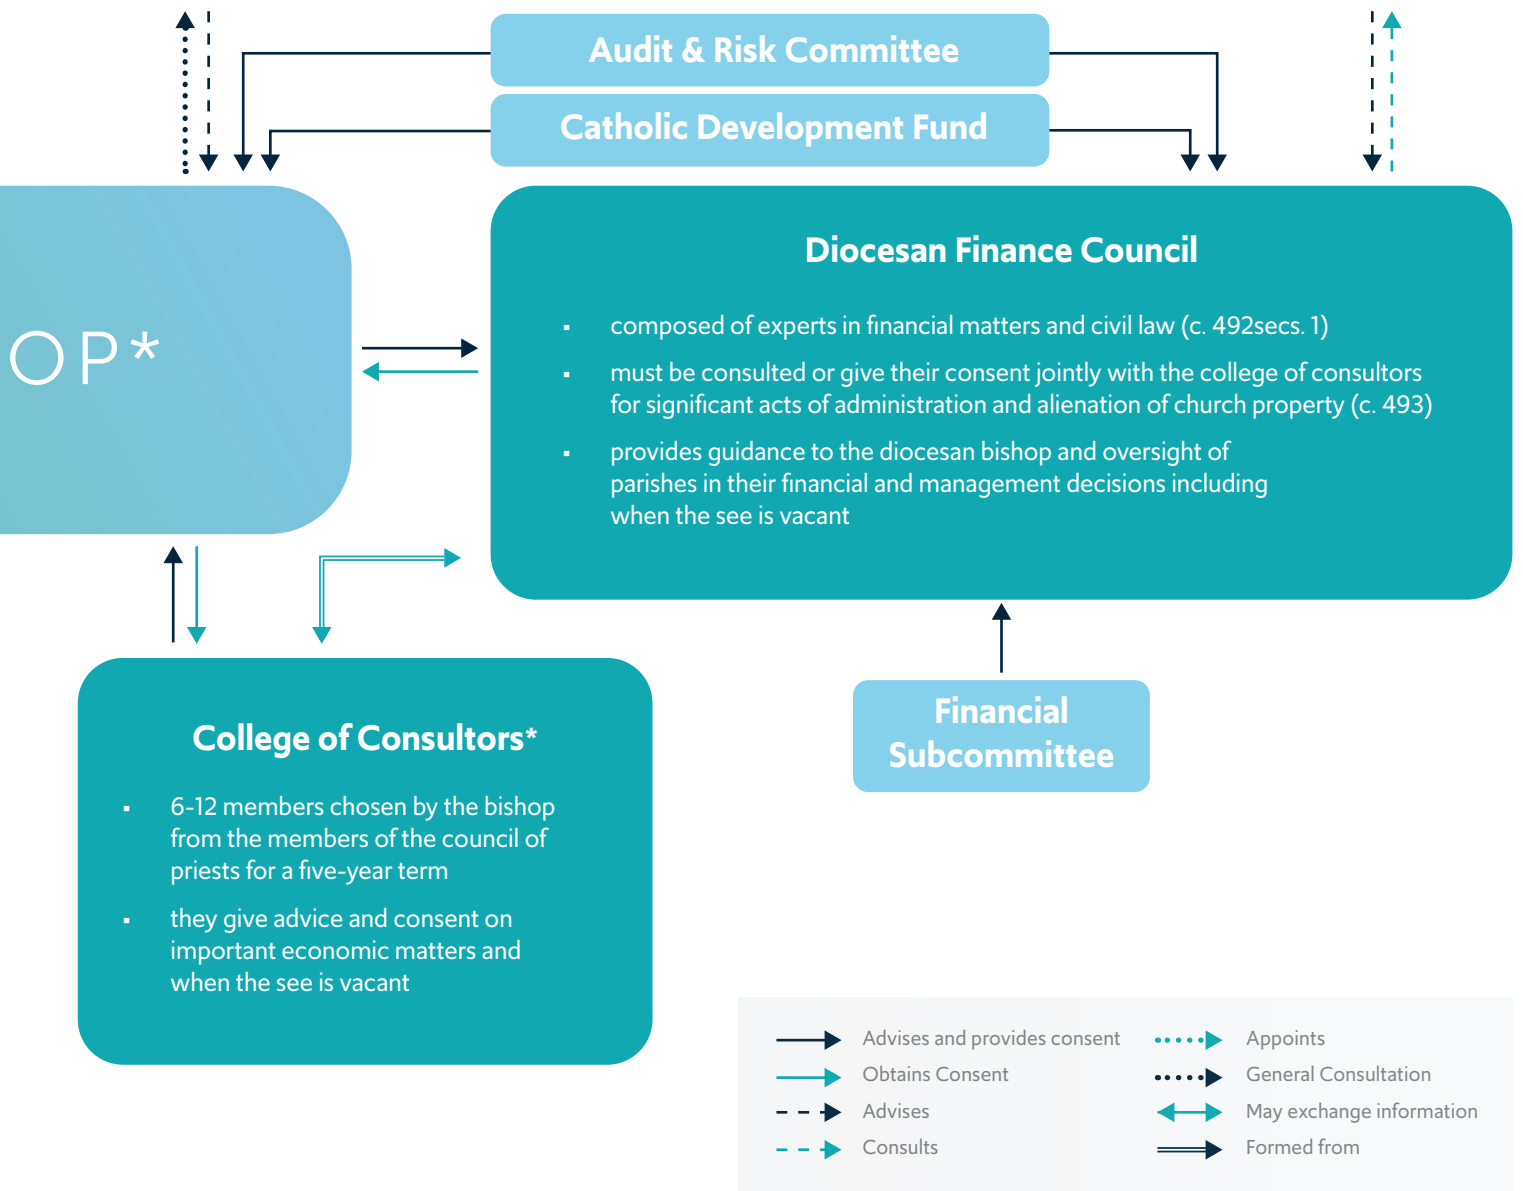 Audit & Risk Committee
Catholic Development Fund
OP*
Diocesan Finance Council
▪ composed of experts in financial matters and civil law (c. 492secs. 1)
▪ must be consulted or give their consent jointly with the college of consultors
for significant acts of administration and alienation of church property (c. 493)
▪ provides guidance to the diocesan bishop and oversight of
parishes in their financial and management decisions including
when the see is vacant
College of Consultors*
▪ 6-12 members chosen by the bishop
from the members of the council of
priests for a five-year term
▪ they give advice and consent on
important economic matters and
when the see is vacant
Financial
Subcommittee
Advises and provides consent
Obtains Consent
Advises
Consults
Appoints
General Consultation
May exchange information
Formed from